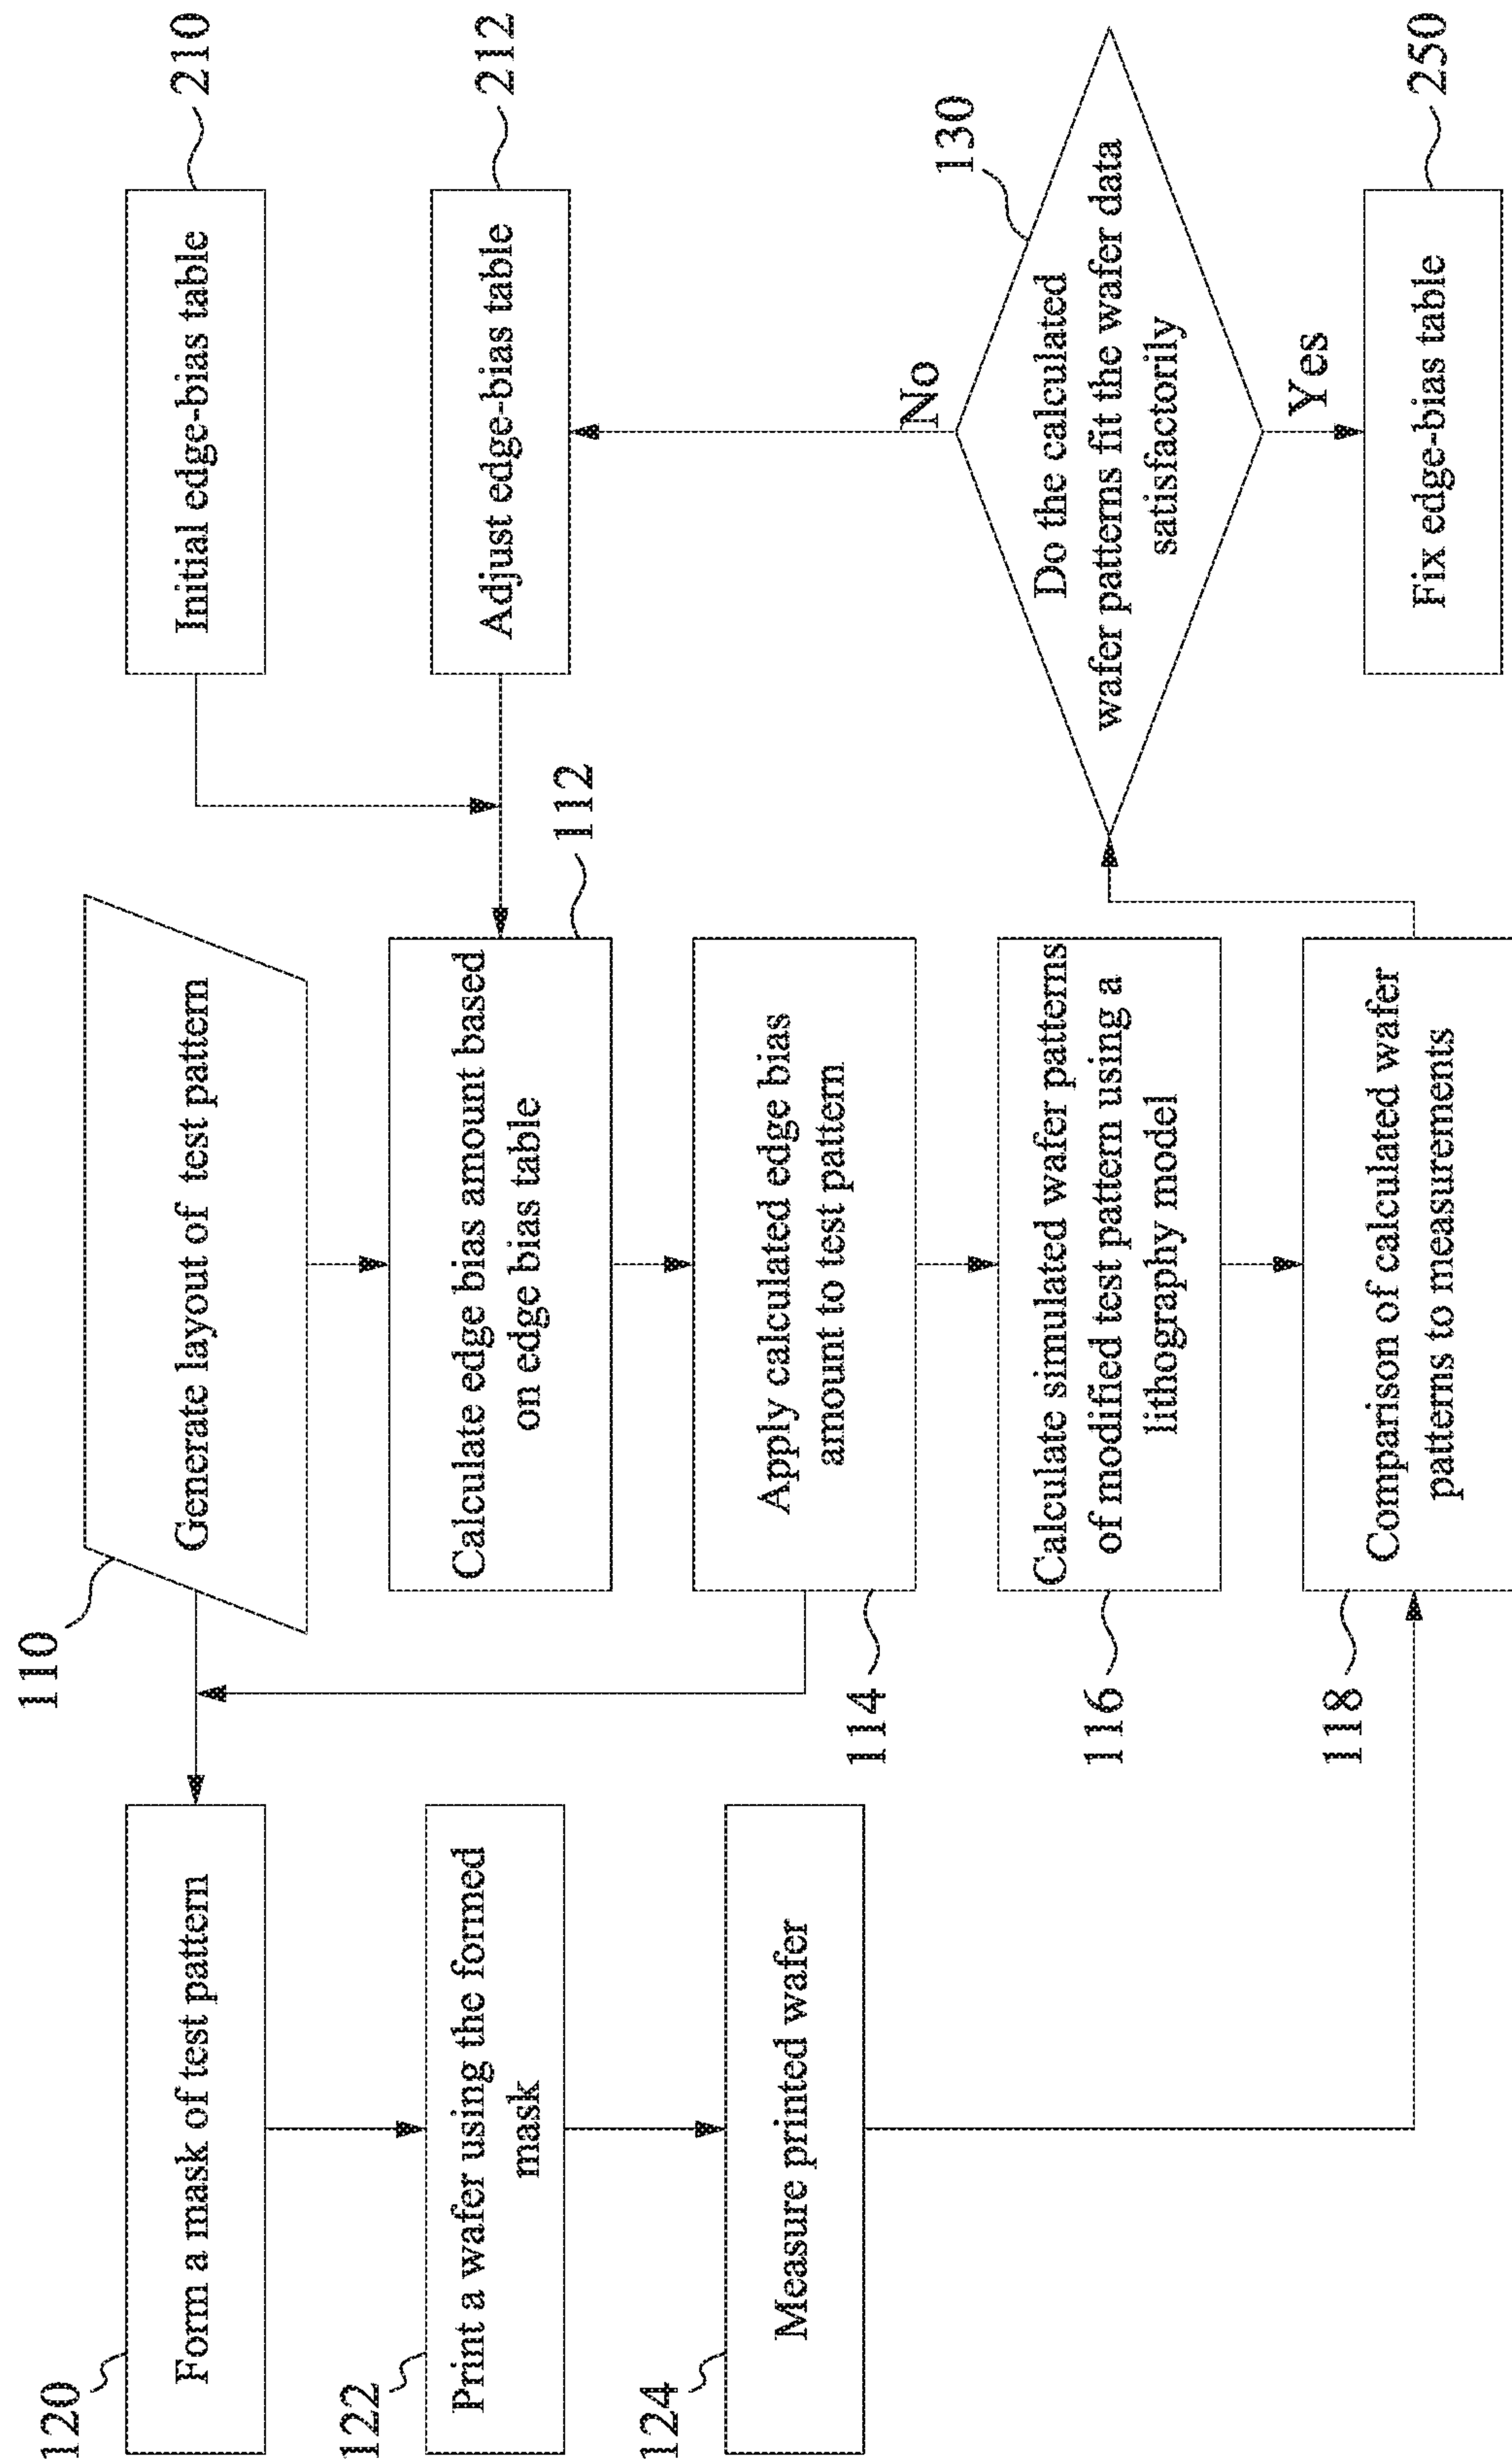 120
Form a mask of test pattern
122
Print a wafer using the formed
mask
124
Measure printed wafer
110
Generate layout of test pattern
112
Calculate edge bias amount based
on edge bias table
114
Apply calculated edge bias
amount to test pattern
116
Calculate simulated wafer patterns
of modified test pattern using a
lithography model
118
Comparison of calculated wafer
patterns to measurements
210
Initial edge-bias table
212
Adjust edge-bias table
No
130
Do the calculated
wafer patterns fit the wafer data
satisfactorily
Yes
250
Fix edge-bias table